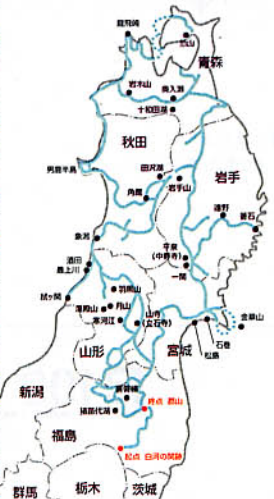 龍飛崎
恐山
青森
岩木山
奥入瀬
十和田湖
秋田
田沢湖
岩手
男鹿半島
角館
岩手山
遠野
釜石
象潟
平泉
(中尊寺)
酒田
最上川
一関
鼠ヶ関
羽黒山
月山
湯殿山
山寺
(立石寺)
寒河江
金華山
石巻
松島
宮城
山形
新潟
裏磐梯
猪苗代湖
終点 郡山
福島
起点 白河の関跡
群馬
栃木
茨城